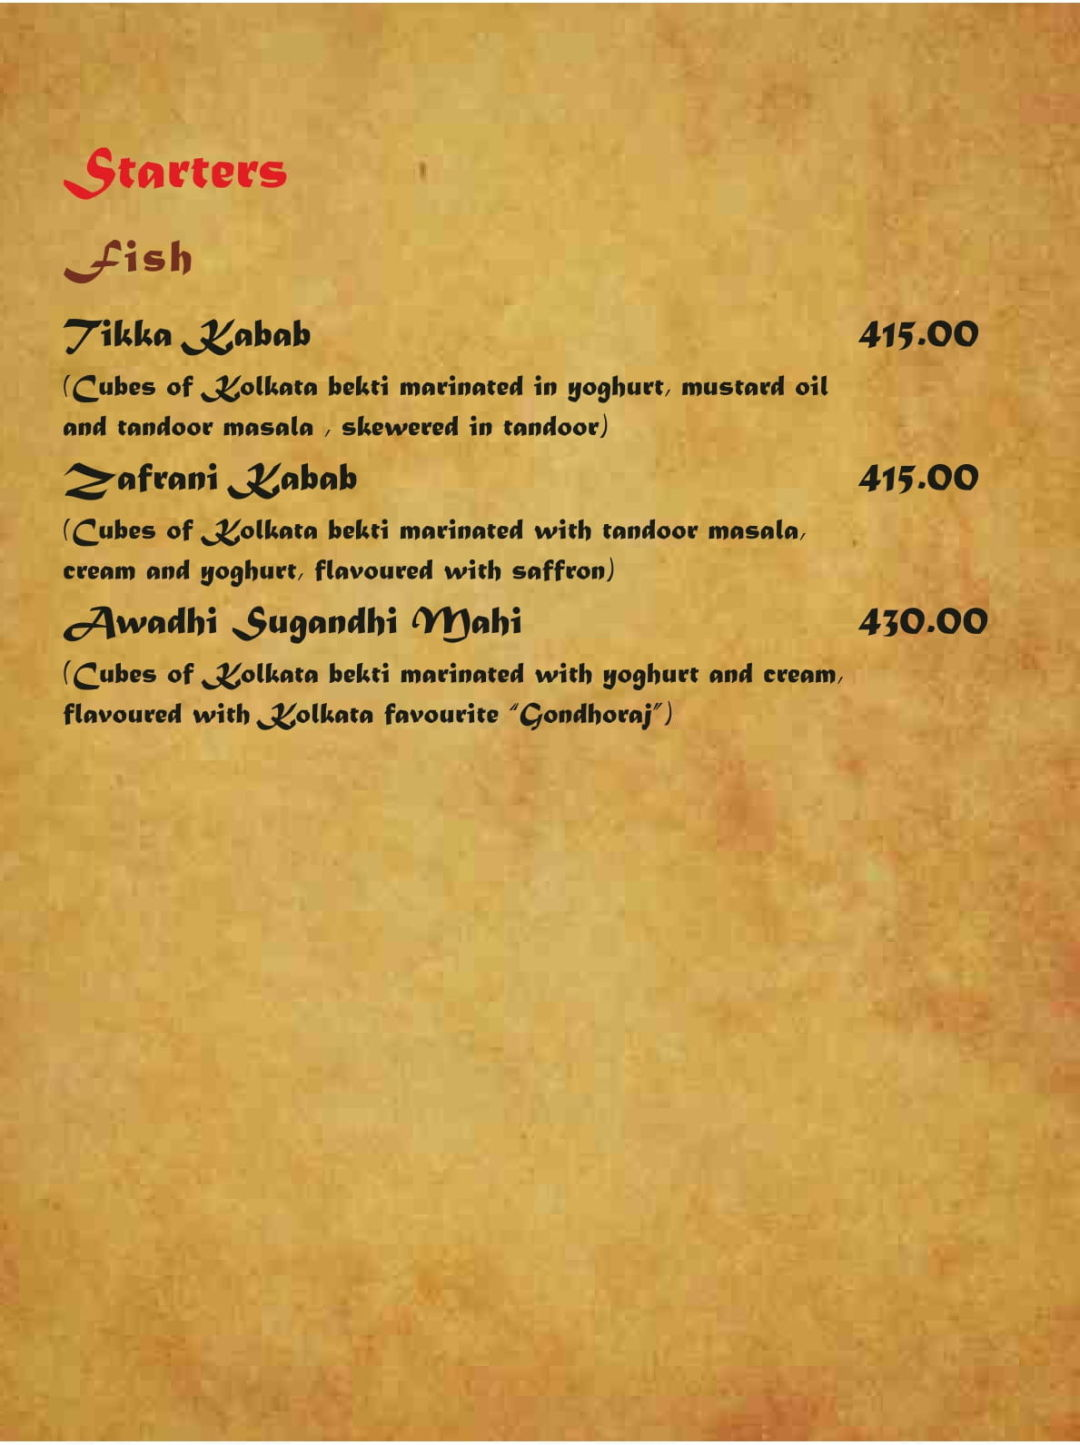 Starters
Fish
Tikka Kabab 415.00
(Cubes of Kolkata bekti marinated in yoghurt, mustard oil
and tandoor masala , skewered in tandoor)
Zafrani Kabab 415.00
(Cubes of Kolkata bekti marinated with tandoor masala,
cream and yoghurt, flavoured with saffron)
Awadhi Sugandhi Mahi 430.00
(Cubes of Kolkata bekti marinated with yoghurt and cream,
flavoured with Kolkata favourite “Gondhoraj”)